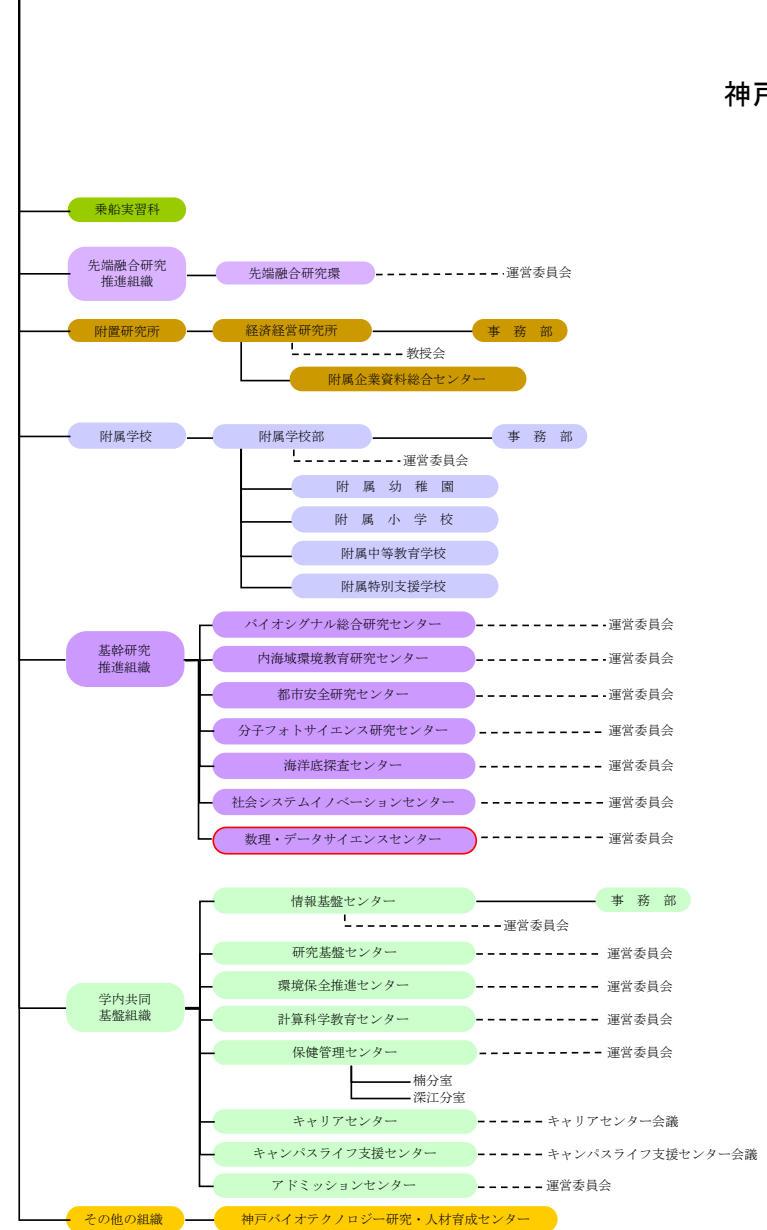 神戸
乗船実習科
先端融合研究
推進組織
先端融合研究環
運営委員会
附置研究所
経済経営研究所
事 務 部
教授会
附属企業資料総合センター
附属学校
附属学校部
事 務 部
運営委員会
附 属 幼 稚 園
附 属 小 学 校
附属中等教育学校
附属特別支援学校
基幹研究
推進組織
バイオシグナル総合研究センター
運営委員会
内海域環境教育研究センター
運営委員会
都市安全研究センター
運営委員会
分子フォトサイエンス研究センター
運営委員会
海洋底探査センター
運営委員会
社会システムイノベーションセンター
運営委員会
数理・データサイエンスセンター
運営委員会
学内共同
基盤組織
情報基盤センター
事 務 部
運営委員会
研究基盤センター
運営委員会
環境保全推進センター
運営委員会
計算科学教育センター
運営委員会
保健管理センター
運営委員会
楠分室
深江分室
キャリアセンター
キャリアセンター会議
キャンパスライフ支援センター
キャンパスライフ支援センター会議
アドミッションセンター
運営委員会
その他の組織
神戸バイオテクノロジー研究・人材育成センター